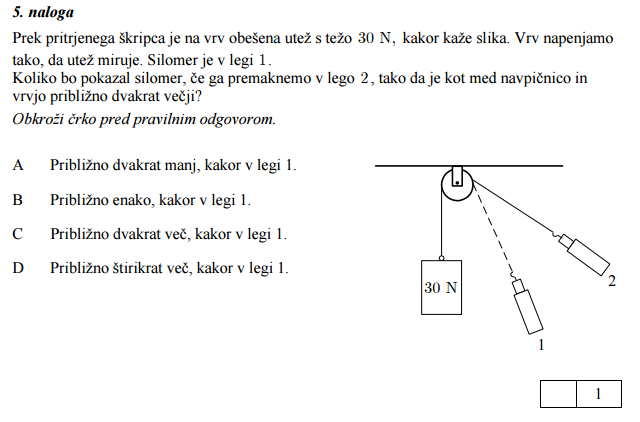 5. naloga
Prek pritrjenega škripca je na vrv obešena utež s težo 30 N, kakor kaže slika. Vrv napenjamo
tako, da utež miruje. Silomer je v legi 1.
Koliko bo pokazal silomer, če ga premaknemo v lego 2, tako da je kot med navpičnico in
vrvjo približno dvakrat večji?
Obkroži črko pred pravilnim odgovorom.
A Približno dvakrat manj, kakor v legi 1.
B Približno enako, kakor v legi 1.
C Približno dvakrat več, kakor v legi 1.
D Približno štirikrat več, kakor v legi 1.
30 N
2
1
1